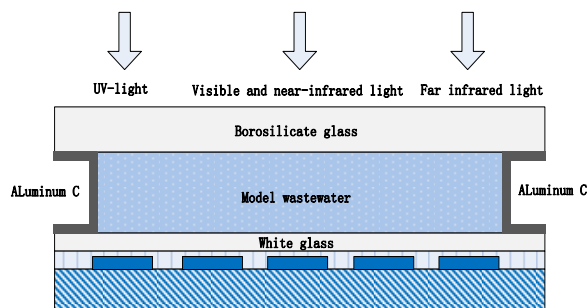 UV-light
Visible and near-infrared light
Far infrared light
Borosilicate glass
ALuminum C
Model wastewater
ALuminum C
White glass